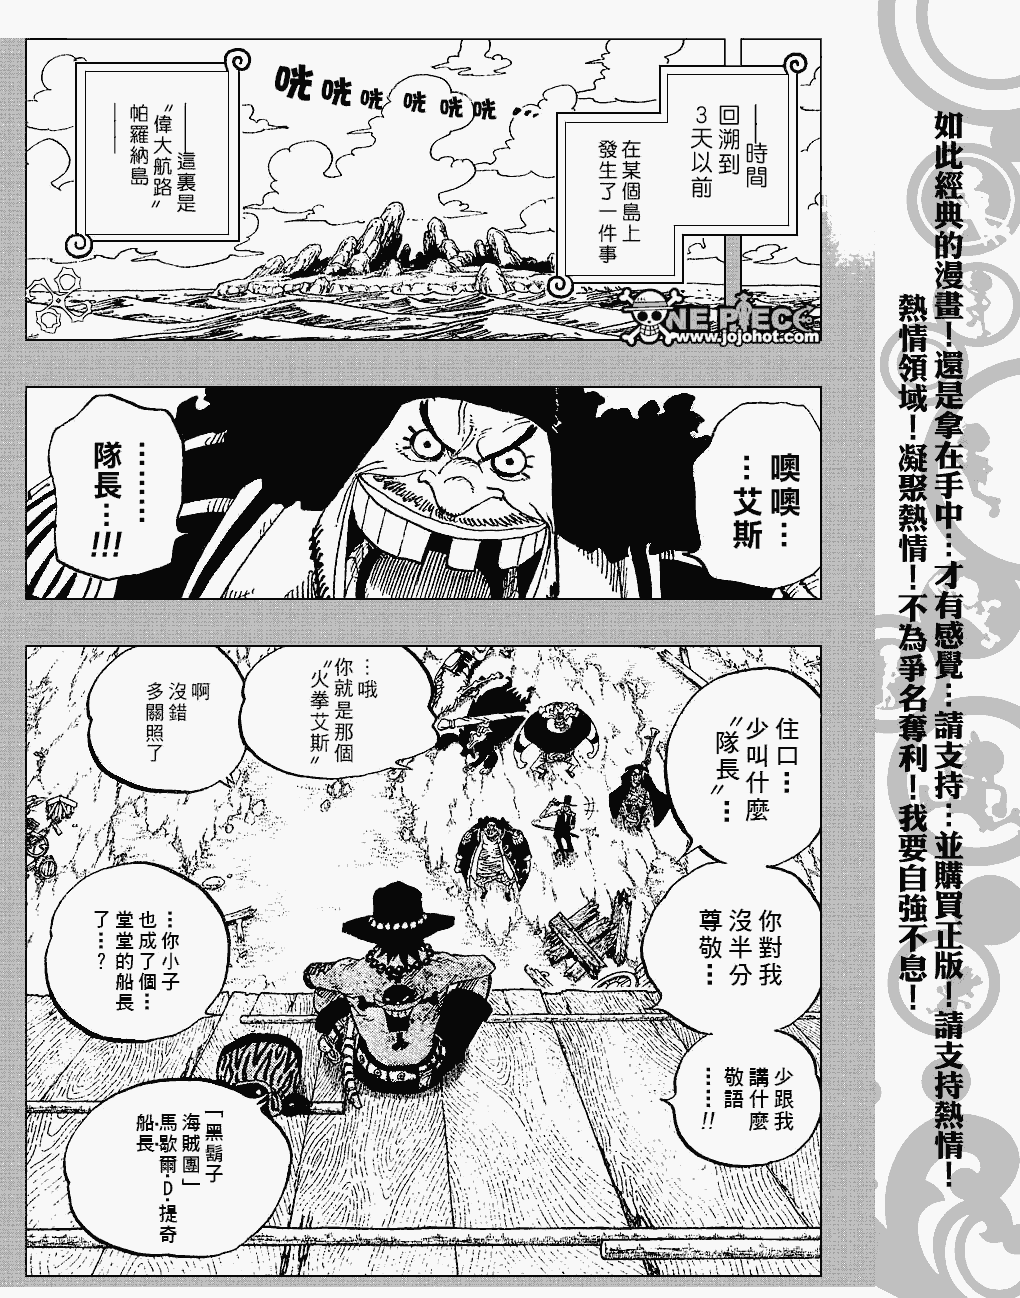 ——時間
回溯到
3天以前
在某個島上
發生了一件事
咣咣咣咣咣咣…
——這裏是
〝偉大航路〞
帕羅納島
——
ONE PIECE
www.jojohot.com
噢噢…
…艾斯
………
隊長…!!!
住口…
少叫什麼
〝隊長〞…
你對我
沒半分
尊敬…
少跟我
講什麼
敬語
……!!
…哦
你就是那個
〝火拳艾斯〞
啊
沒錯
多關照了
…你小子
也成了個…
堂堂的船長
了…?
「黑鬍子
海賊團」
馬歇爾·D·提奇
船長
如此經典的漫畫！還是拿在手中…才有感覺…請支持…並購買正版！請支持熱情！
熱情領域！凝聚熱情！不為爭名奪利！我要自強不息！